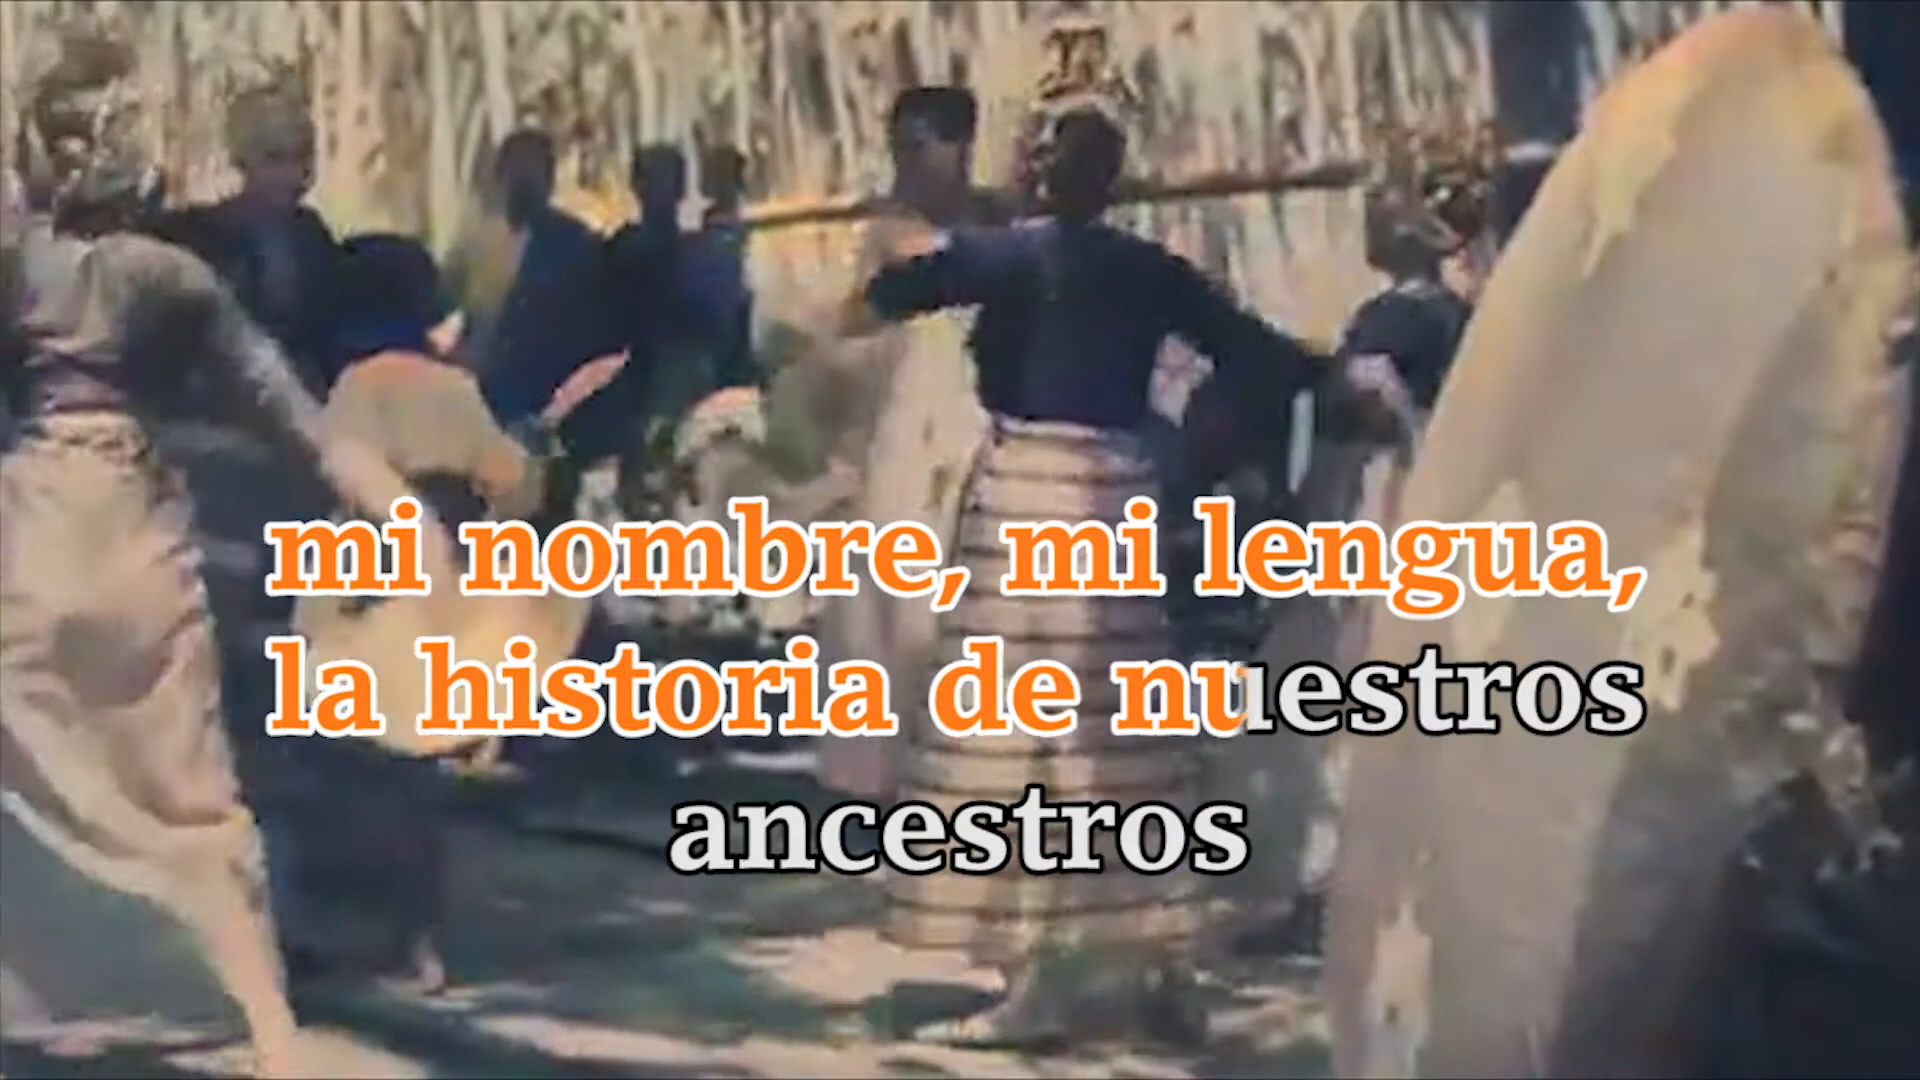 mi nombre, mi lengua,
la historia de nuestros
ancestros